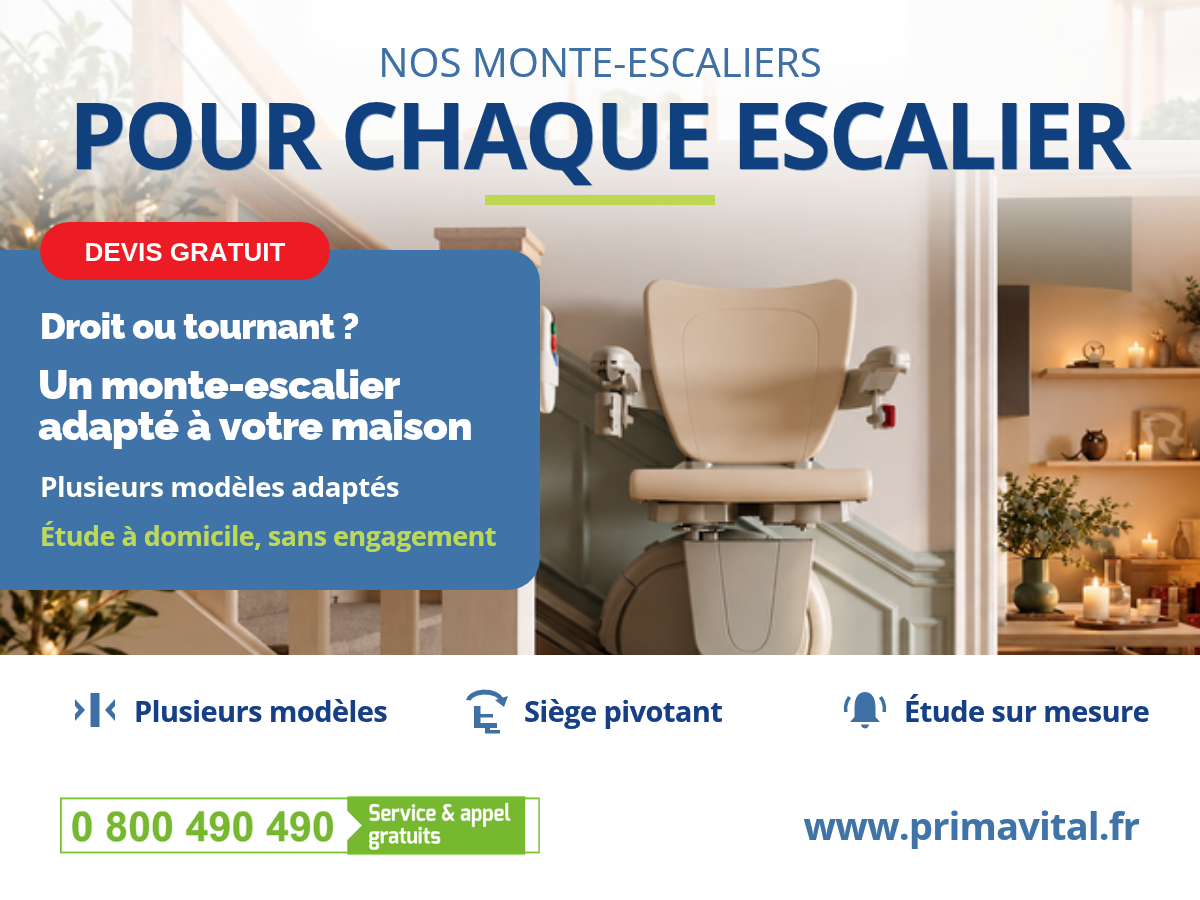 NOS MONTE-ESCALIERS
POUR CHAQUE ESCALIER
DEVIS GRATUIT
Droit ou tournant ?
Un monte-escalier
adapté à votre maison
Plusieurs modèles adaptés
Étude à domicile, sans engagement
Plusieurs modèles
Siège pivotant
Étude sur mesure
0 800 490 490
Service & appel
gratuits
www.primavital.fr